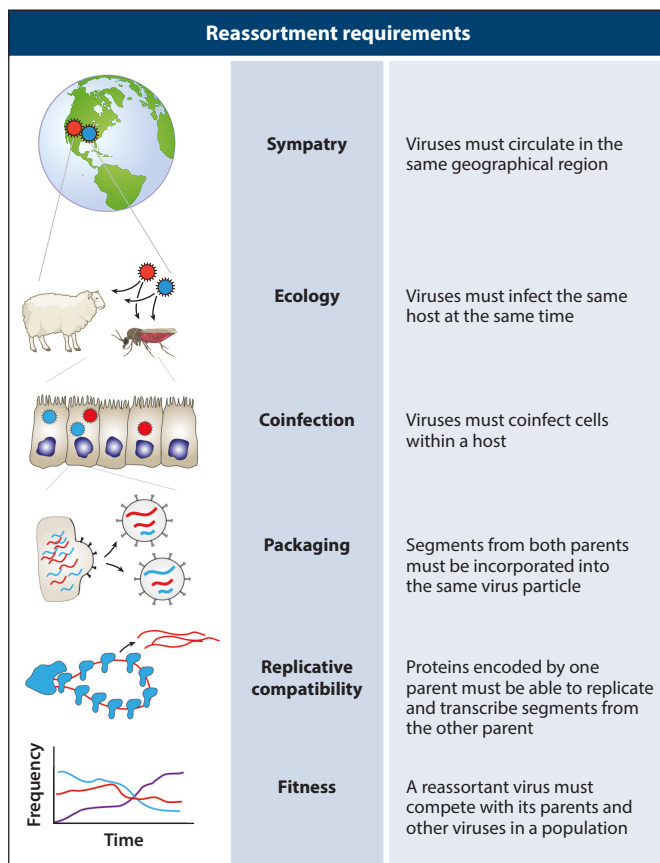 Reassortment requirements
Sympatry
Viruses must circulate in the
same geographical region
Ecology
Viruses must infect the same
host at the same time
Coinfection
Viruses must coinfect cells
within a host
Packaging
Segments from both parents
must be incorporated into
the same virus particle
Replicative
compatibility
Proteins encoded by one
parent must be able to replicate
and transcribe segments from
the other parent
Frequency
Time
Fitness
A reassortant virus must
compete with its parents and
other viruses in a population